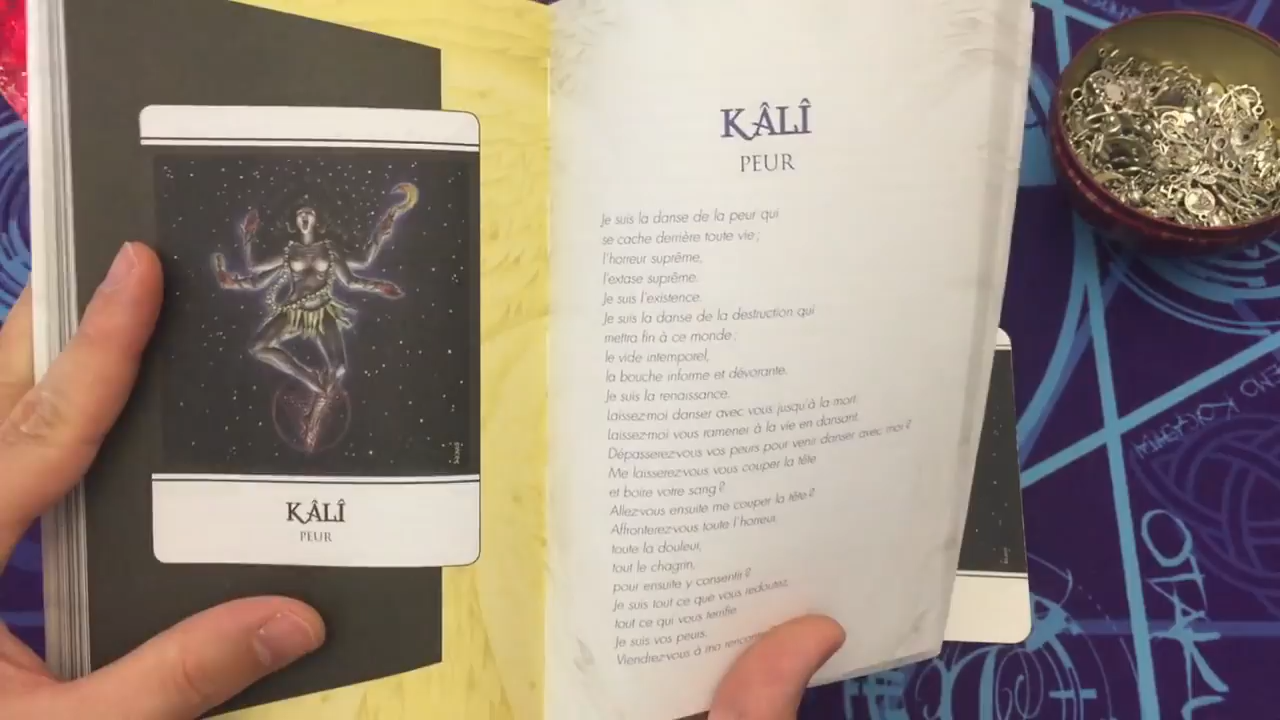 KÂLÎ
PEUR
KÂLÎ
PEUR
Je suis la danse de la peur qui
se cache derrière toute vie ;
l'horreur suprême,
l'extase suprême.
Je suis l'existence.
Je suis la danse de la destruction qui
mettra fin à ce monde ;
le vide intemporel,
la bouche informe et dévorante.
Je suis la renaissance.
Laissez-moi danser avec vous jusqu'à la mort.
Laissez-moi vous ramener à la vie en dansant.
Dépasserez-vous vos peurs pour venir danser avec moi ?
Me laisserez-vous vous couper la tête
et boire votre sang ?
Allez-vous ensuite me couper la tête ?
Affronterez-vous toute l'horreur,
toute la douleur,
tout le chagrin,
pour ensuite y consentir ?
Je suis tout ce que vous redoutez,
tout ce qui vous terrifie.
Je suis vos peurs.
Viendrez-vous à ma
OTAKU